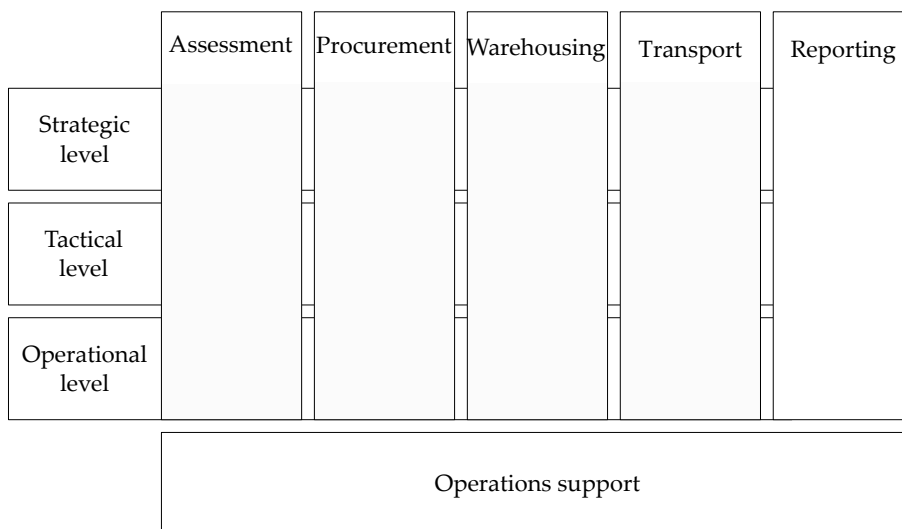 Assessment
Procurement
Warehousing
Transport
Reporting
Strategic
level
Tactical
level
Operational
level
Operations support